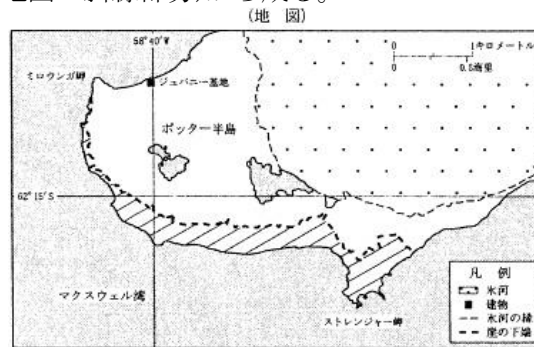 (地 図)
58°40′W
0 1キロメートル
0 0.5海里
ミロウンガ岬
ジュバニー基地
ポッター半島
62°15′S
マクスウェル湾
ストレンジャー岬
凡 例
氷河
建物
氷河の縁
崖の下端